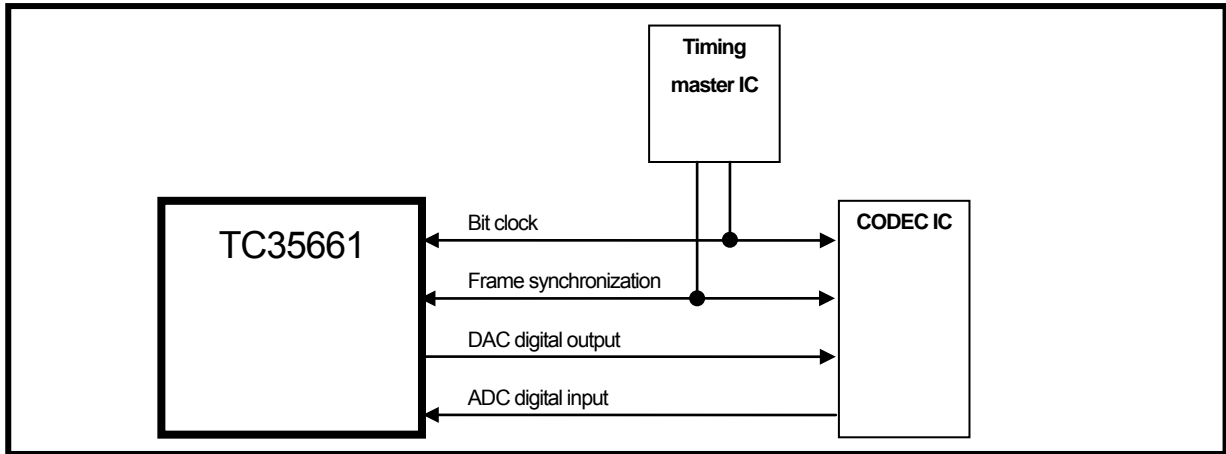 Timing
master IC
TC35661
Bit clock
CODEC IC
Frame synchronization
DAC digital output
ADC digital input